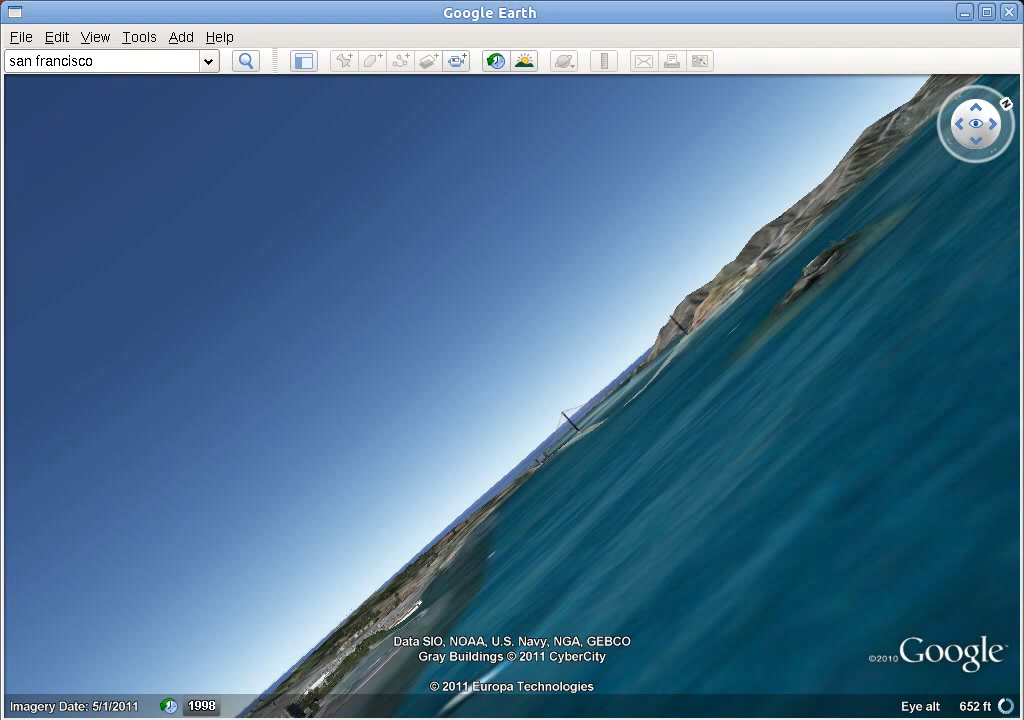 Google Earth
File Edit View Tools Add Help
san francisco
N
Data SIO, NOAA, U.S. Navy, NGA, GEBCO
Gray Buildings © 2011 CyberCity
©2010 Google
© 2011 Europa Technologies
Imagery Date: 5/1/2011 1998 Eye alt 652 ft